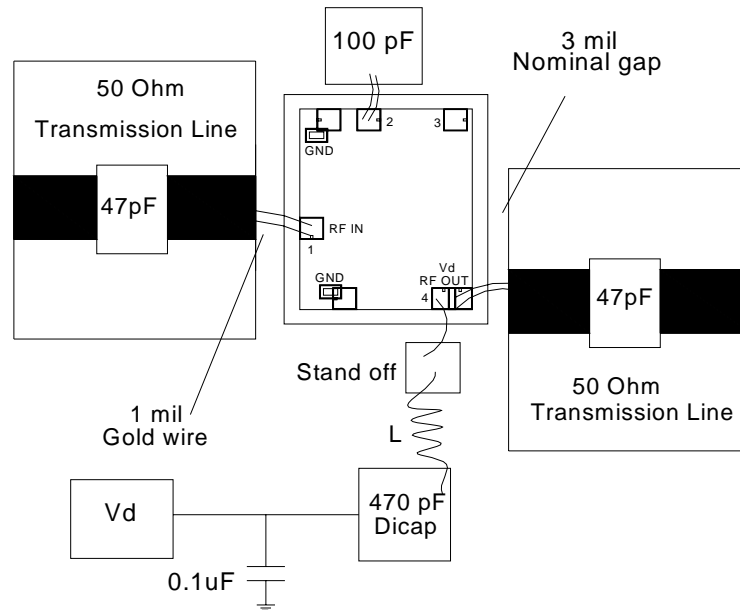 100 pF
3 mil
Nominal gap
50 Ohm
Transmission Line
2
3
GND
47pF
RF IN
1
GND
Vd
RF OUT
4
47pF
Stand off
50 Ohm
Transmission Line
1 mil
Gold wire
L
Vd
470 pF
Dicap
0.1uF